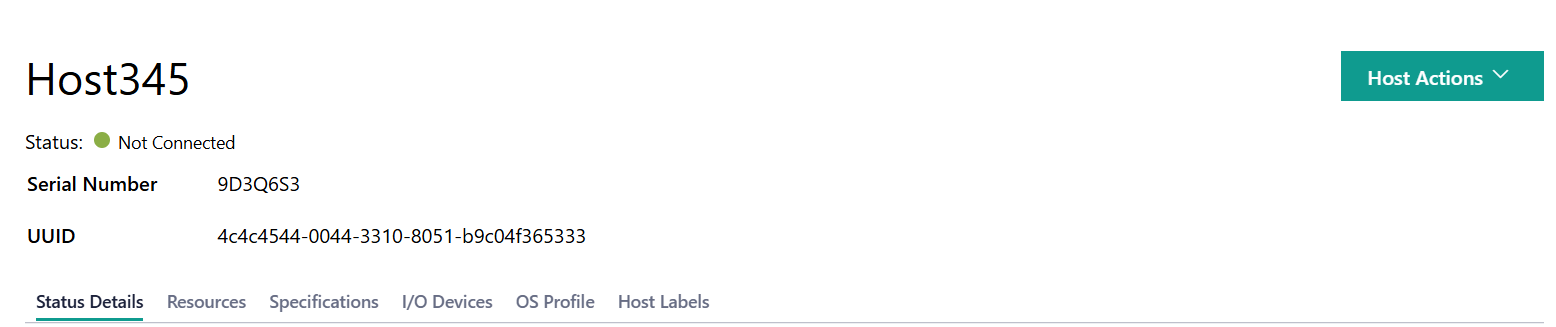 Host345
Host Actions
Status: Not Connected
Serial Number 9D3Q6S3
UUID 4c4c4544-0044-3310-8051-b9c04f365333
Status Details Resources Specifications I/O Devices OS Profile Host Labels